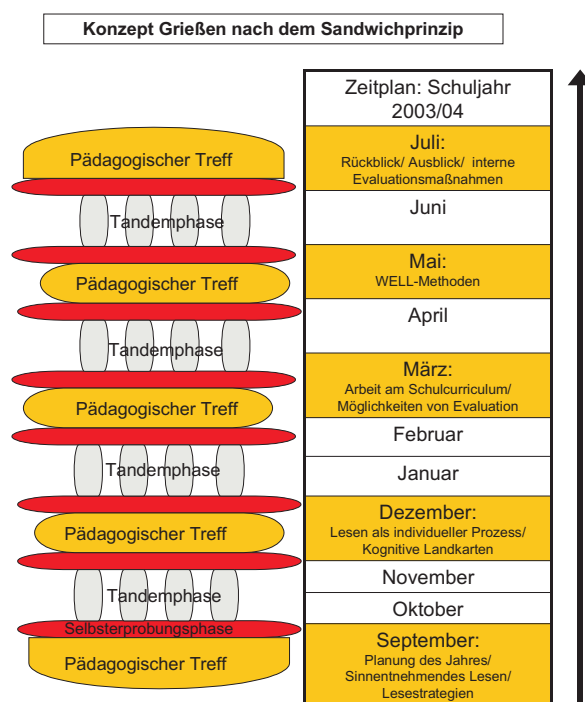 Konzept Grießen nach dem Sandwichprinzip
Zeitplan: Schuljahr
2003/04
Pädagogischer Treff
Juli:
Rückblick/ Ausblick/ interne
Evaluationsmaßnahmen
Tandemphase
Juni
Pädagogischer Treff
Mai:
WELL-Methoden
Tandemphase
April
Pädagogischer Treff
März:
Arbeit am Schulcurriculum/
Möglichkeiten von Evaluation
Februar
Tandemphase
Januar
Pädagogischer Treff
Dezember:
Lesen als individueller Prozess/
Kognitive Landkarten
November
Tandemphase
Oktober
Selbsterprobungsphase
Pädagogischer Treff
September:
Planung des Jahres/
Sinnentnehmendes Lesen/
Lesestrategien